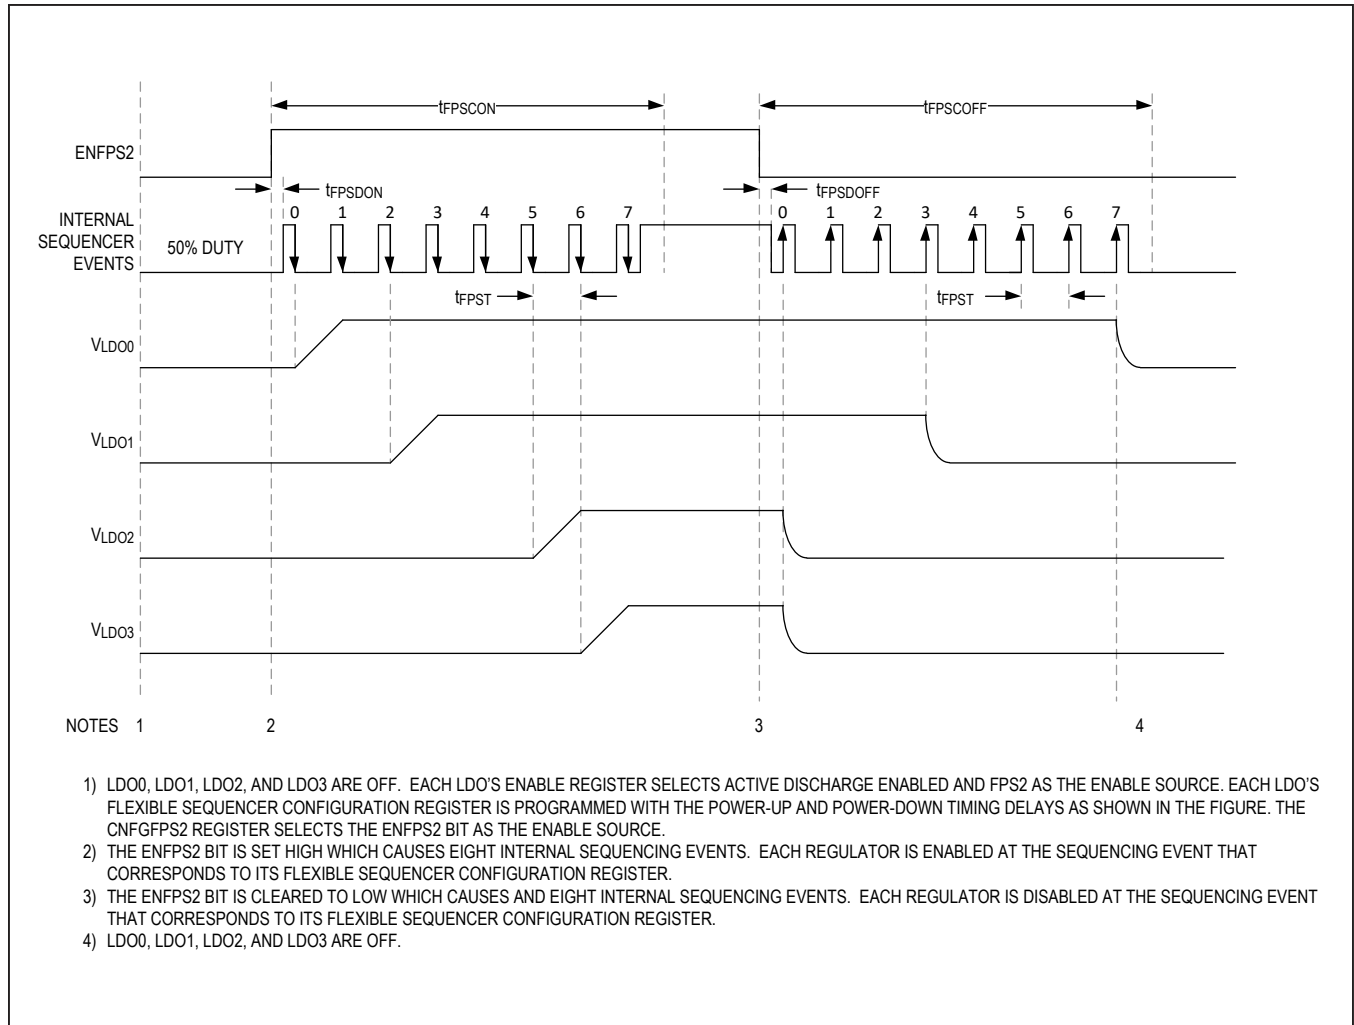 tFPSCON
tFPSCOFF
ENFPS2
tFPSDON
tFPSDOFF
INTERNAL
SEQUENCER
EVENTS
50% DUTY
0 1 2 3 4 5 6 7
0 1 2 3 4 5 6 7
tFPST
tFPST
VLDO0
VLDO1
VLDO2
VLDO3
NOTES 1 2 3 4
1) LDO0, LDO1, LDO2, AND LDO3 ARE OFF. EACH LDO'S ENABLE REGISTER SELECTS ACTIVE DISCHARGE ENABLED AND FPS2 AS THE ENABLE SOURCE. EACH LDO'S
FLEXIBLE SEQUENCER CONFIGURATION REGISTER IS PROGRAMMED WITH THE POWER-UP AND POWER-DOWN TIMING DELAYS AS SHOWN IN THE FIGURE. THE
CNFGFPS2 REGISTER SELECTS THE ENFPS2 BIT AS THE ENABLE SOURCE.
2) THE ENFPS2 BIT IS SET HIGH WHICH CAUSES EIGHT INTERNAL SEQUENCING EVENTS. EACH REGULATOR IS ENABLED AT THE SEQUENCING EVENT THAT
CORRESPONDS TO ITS FLEXIBLE SEQUENCER CONFIGURATION REGISTER.
3) THE ENFPS2 BIT IS CLEARED TO LOW WHICH CAUSES AND EIGHT INTERNAL SEQUENCING EVENTS. EACH REGULATOR IS DISABLED AT THE SEQUENCING EVENT
THAT CORRESPONDS TO ITS FLEXIBLE SEQUENCER CONFIGURATION REGISTER.
4) LDO0, LDO1, LDO2, AND LDO3 ARE OFF.